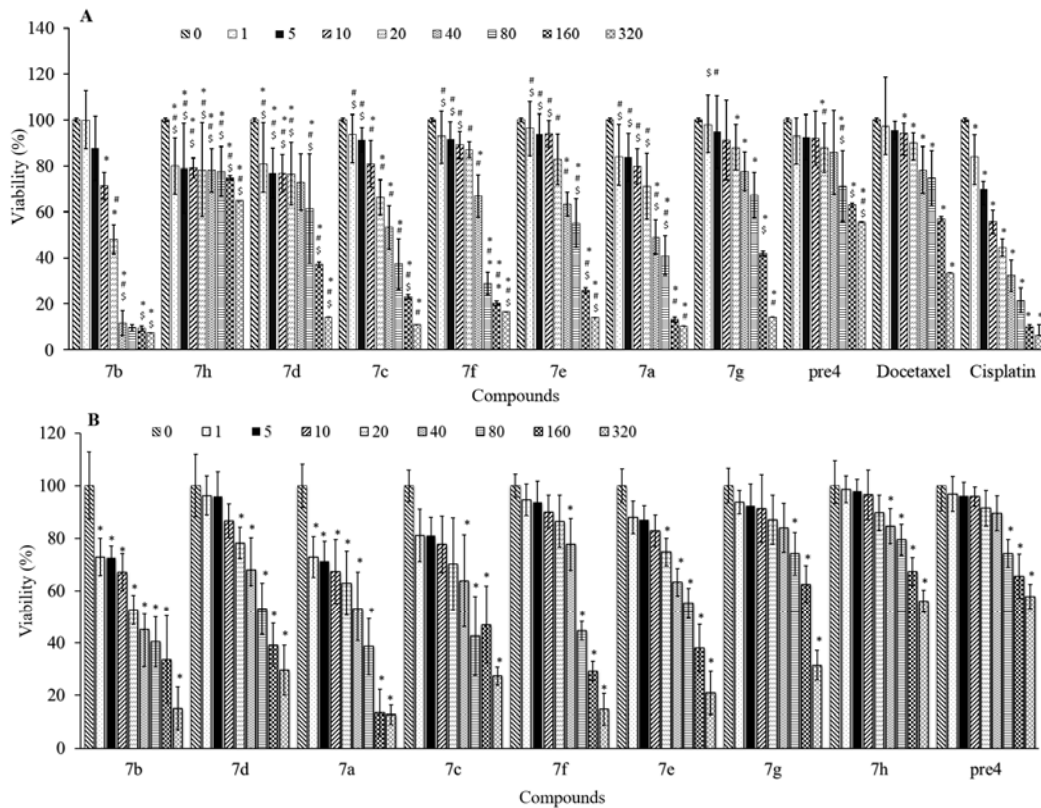 A
0 1 5 10 20 40 80 160 320
Viability (%)
140
120
100
80
60
40
20
0
7b 7h 7d 7c 7f 7e 7a 7g pre4 Docetaxel Cisplatin
Compounds
B
0 1 5 10 20 40 80 160 320
Viability (%)
120
100
80
60
40
20
0
7b 7d 7a 7c 7f 7e 7g 7h pre4
Compounds